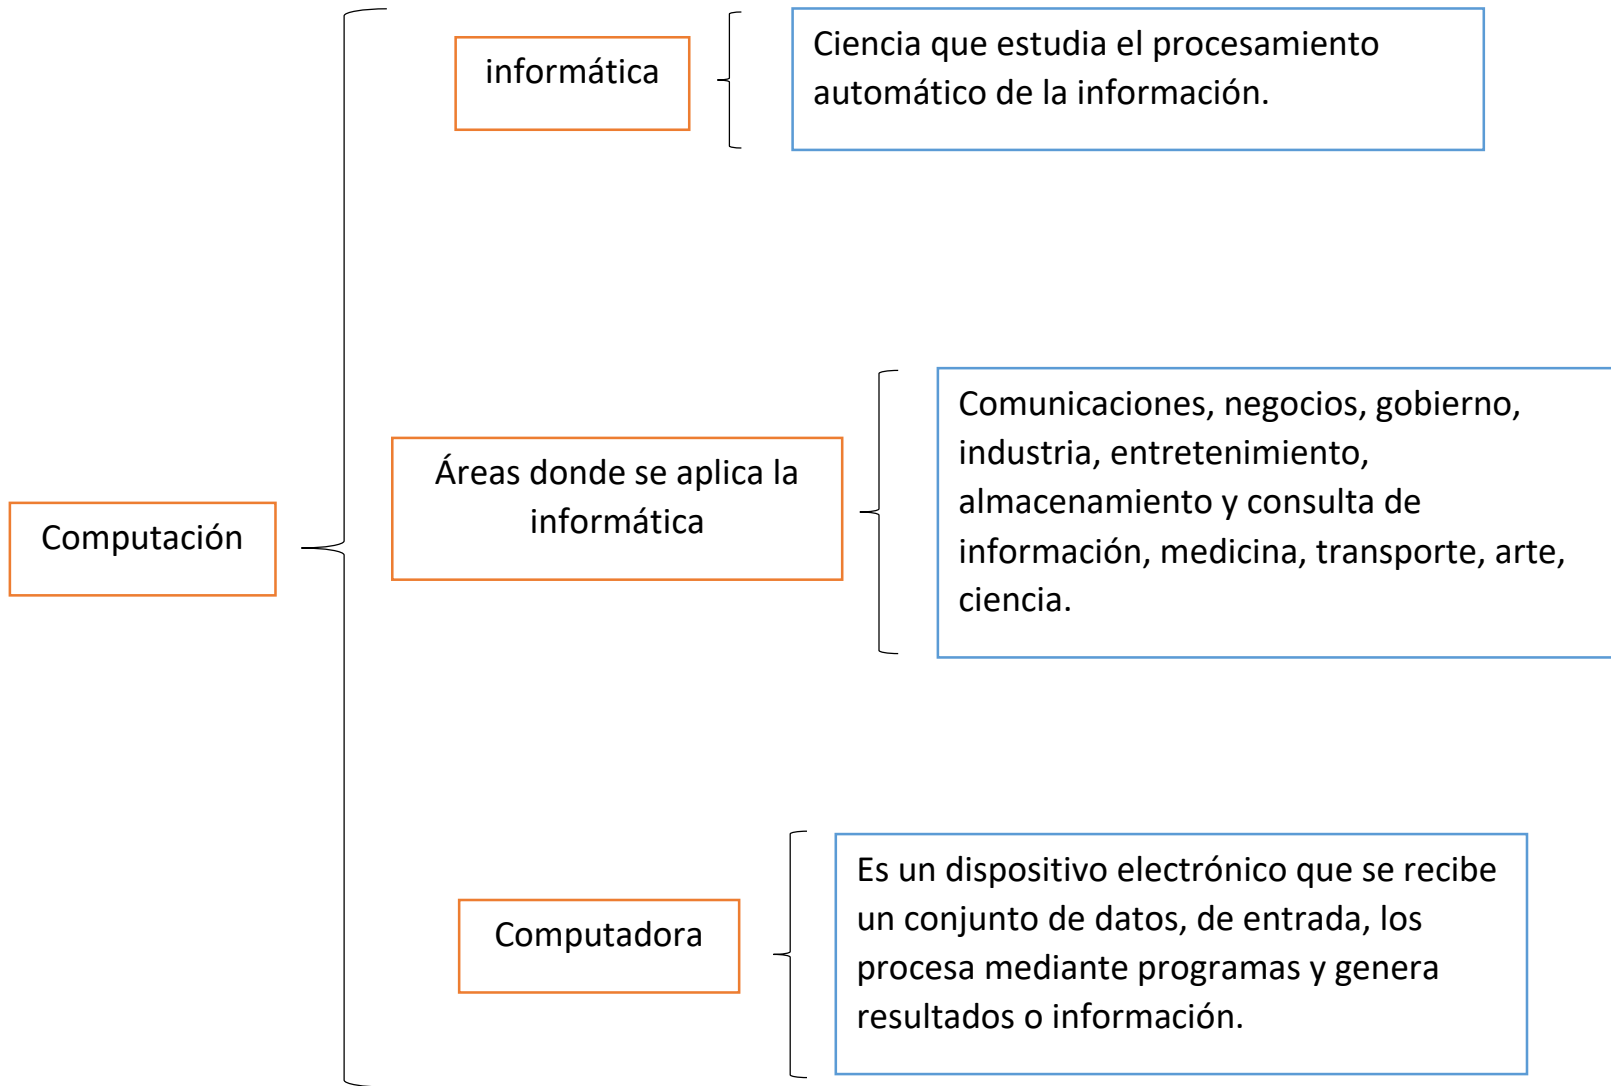 informática
Ciencia que estudia el procesamiento
automático de la información.
Computación
Áreas donde se aplica la
informática
Comunicaciones, negocios, gobierno,
industria, entretenimiento,
almacenamiento y consulta de
información, medicina, transporte, arte,
ciencia.
Computadora
Es un dispositivo electrónico que se recibe
un conjunto de datos, de entrada, los
procesa mediante programas y genera
resultados o información.